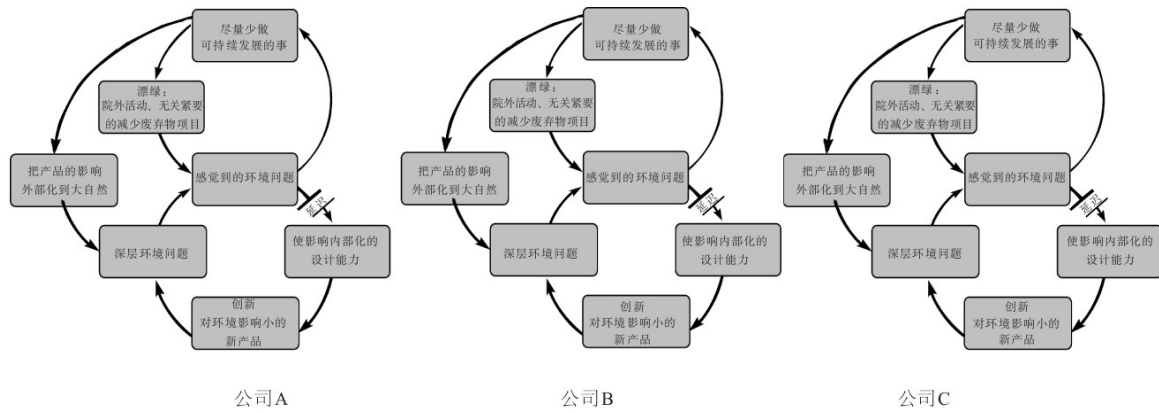 尽量少做
可持续发展的事
漂绿：
院外活动、无关紧要
的减少废弃物项目
把产品的影响
外部化到大自然
感觉到的环境问题
延迟
深层环境问题
使影响内部化的
设计能力
创新
对环境影响小的
新产品
公司A
尽量少做
可持续发展的事
漂绿：
院外活动、无关紧要
的减少废弃物项目
把产品的影响
外部化到大自然
感觉到的环境问题
延迟
深层环境问题
使影响内部化的
设计能力
创新
对环境影响小的
新产品
公司B
尽量少做
可持续发展的事
漂绿：
院外活动、无关紧要
的减少废弃物项目
把产品的影响
外部化到大自然
感觉到的环境问题
延迟
深层环境问题
使影响内部化的
设计能力
创新
对环境影响小的
新产品
公司C